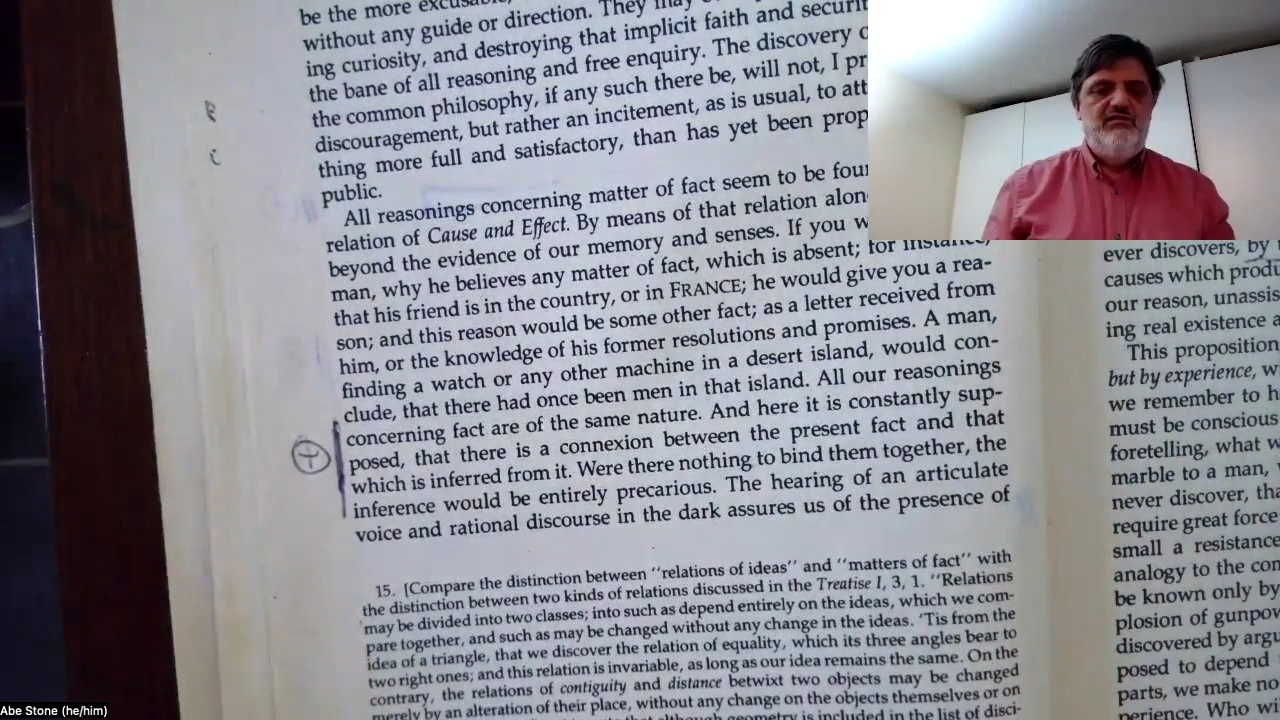 be the more
without any guide or direction. They may
ing curiosity, and destroying that implicit faith and securit
the bane of all reasoning and free enquiry. The discovery o
the common philosophy, if any such there be, will not, I pr
discouragement, but rather an incitement, as is usual, to att
thing more full and satisfactory, than has yet been prop
public.
All reasonings concerning matter of fact seem to be four
relation of Cause and Effect. By means of that relation alon
beyond the evidence of our memory and senses. If you w
man, why he believes any matter of fact, which is absent; for instance,
that his friend is in the country, or in FRANCE; he would give you a rea-
son; and this reason would be some other fact; as a letter received from
him, or the knowledge of his former resolutions and promises. A man,
finding a watch or any other machine in a desert island, would con-
clude, that there had once been men in that island. All our reasonings
concerning fact are of the same nature. And here it is constantly sup-
posed, that there is a connexion between the present fact and that
which is inferred from it. Were there nothing to bind them together, the
inference would be entirely precarious. The hearing of an articulate
voice and rational discourse in the dark assures us of the presence of
15. [Compare the distinction between "relations of ideas" and "matters of fact" with
the distinction between two kinds of relations discussed in the Treatise I, 3, 1. "Relations
may be divided into two classes; into such as depend entirely on the ideas, which we com-
pare together, and such as may be changed without any change in the ideas. 'Tis from the
idea of a triangle, that we discover the relation of equality, which its three angles bear to
two right ones; and this relation is invariable, as long as our idea remains the same. On the
contrary, the relations of contiguity and distance betwixt two objects may be changed
merely by an alteration of their place, without any change on the objects themselves or on
geometry is included in the list of disci-
ever discovers, by
causes which produ
our reason, unassis
ing real existence a
This proposition
but by experience, w
we remember to h
must be conscious
foretelling, what w
marble to a man,
never discover, tha
require great force
small a resistance
analogy to the con
be known only by
plosion of gunpow
discovered by argu
posed to depend
parts, we make no
perience. Who wi
Abe Stone (he/him)